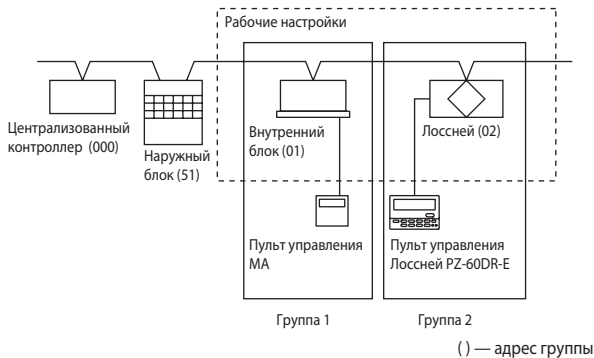 Рабочие настройки
Централизованный
контроллер (000)
Наружный
блок (51)
Внутренний
блок (01)
Лоссней (02)
Пульт управления
MA
Пульт управления
Лоссней PZ-60DR-E
Группа 1
Группа 2
( ) — адрес группы